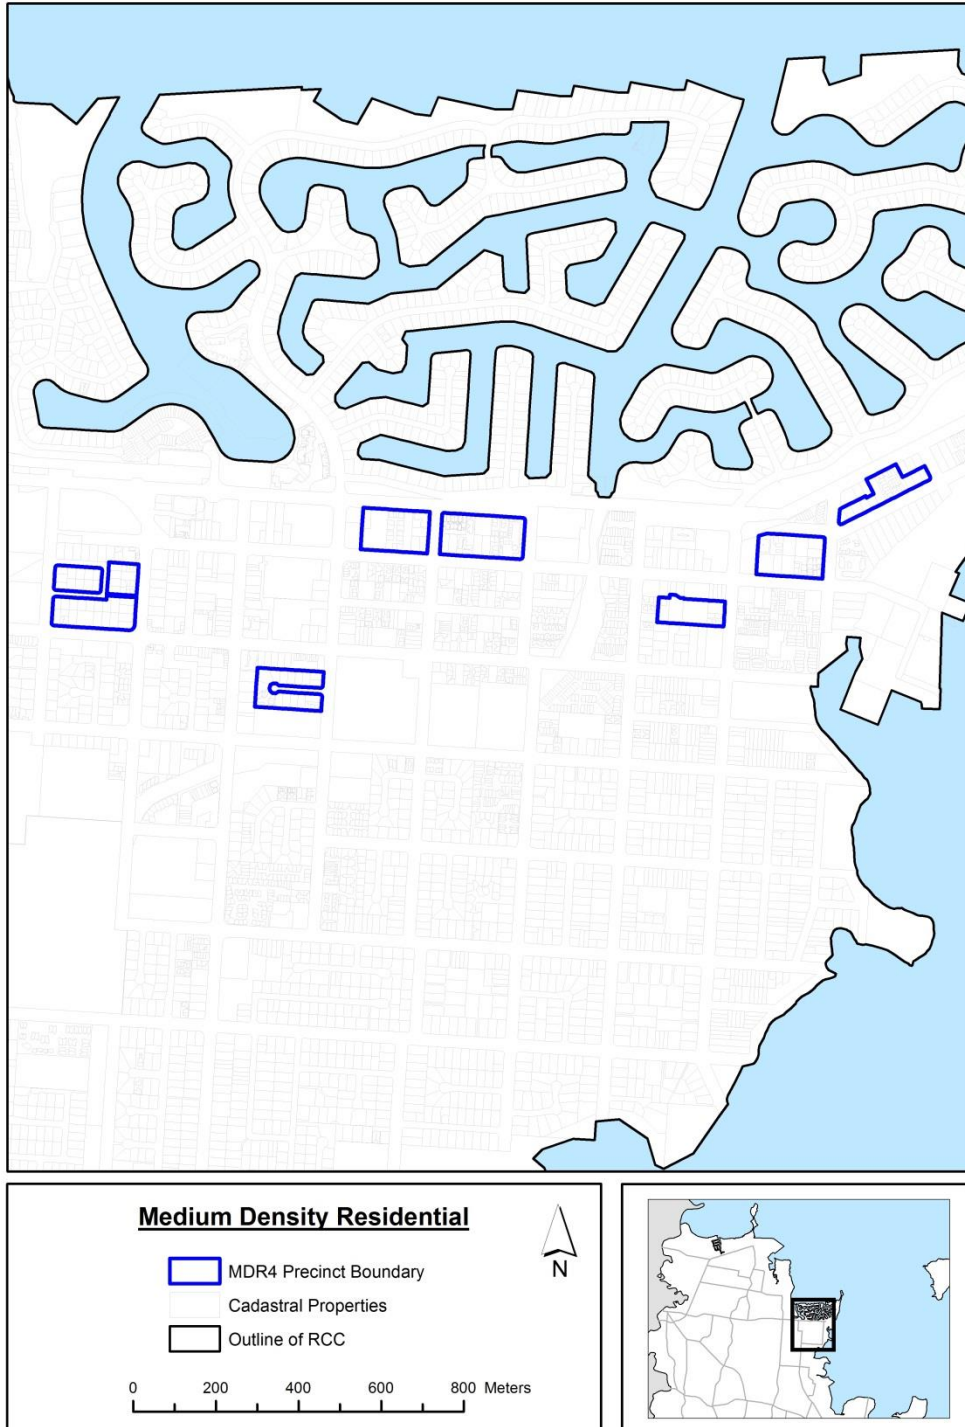 Medium Density Residential
MDR4 Precinct Boundary
Cadastral Properties
Outline of RCC
N
0 200 400 600 800 Meters